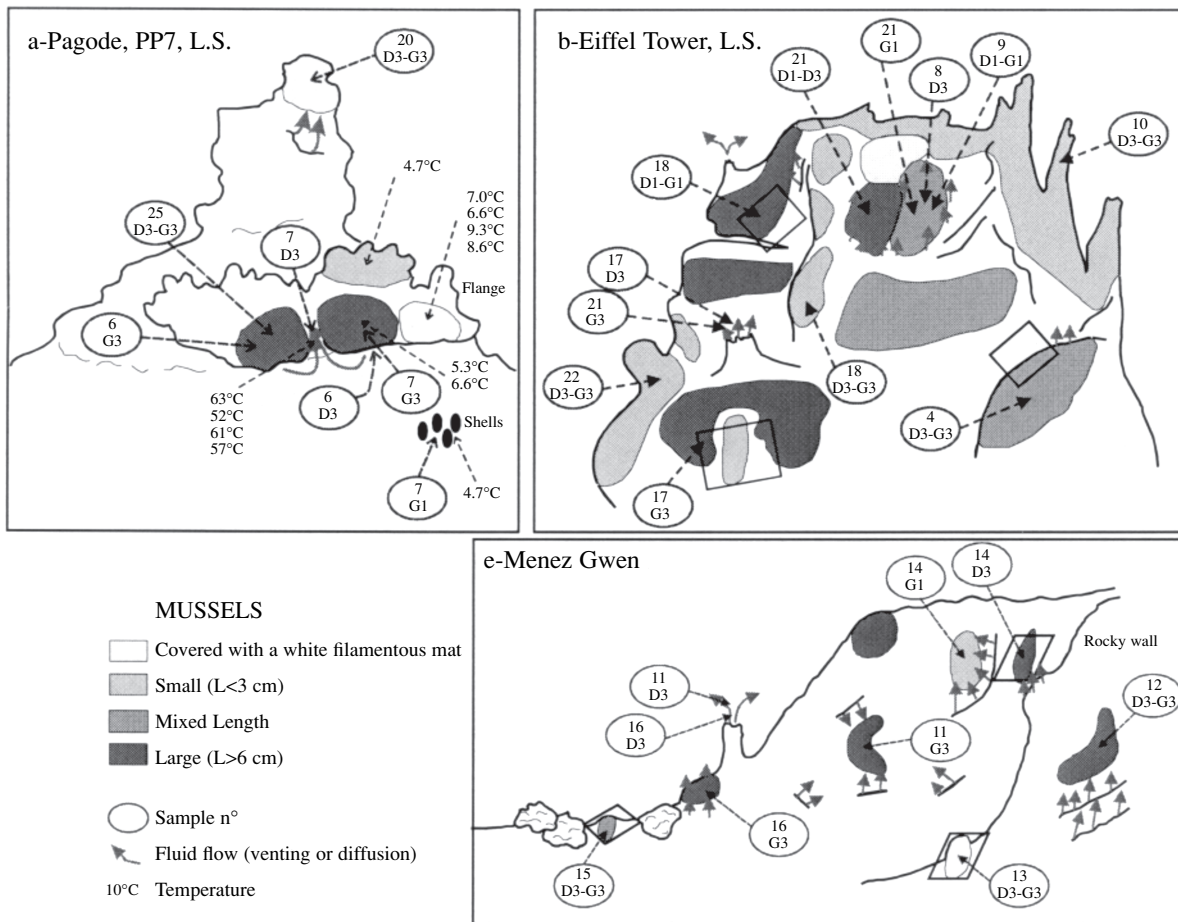 a-Pagode, PP7, L.S.
20
D3-G3
4.7°C
7.0°C
6.6°C
9.3°C
8.6°C
25
D3-G3
7
D3
Flange
6
G3
63°C
52°C
61°C
57°C
6
D3
7
G3
5.3°C
6.6°C
Shells
7
G1
4.7°C
b-Eiffel Tower, L.S.
21
D1-D3
21
G1
8
D3
9
D1-G1
10
D3-G3
18
D1-G1
17
D3
21
G3
22
D3-G3
18
D3-G3
4
D3-G3
17
G3
MUSSELS
Covered with a white filamentous mat
Small (L<3 cm)
Mixed Length
Large (L>6 cm)
Sample n°
Fluid flow (venting or diffusion)
10°C Temperature
e-Menez Gwen
14
G1
14
D3
Rocky wall
11
D3
16
D3
12
D3-G3
11
G3
16
G3
15
D3-G3
13
D3-G3